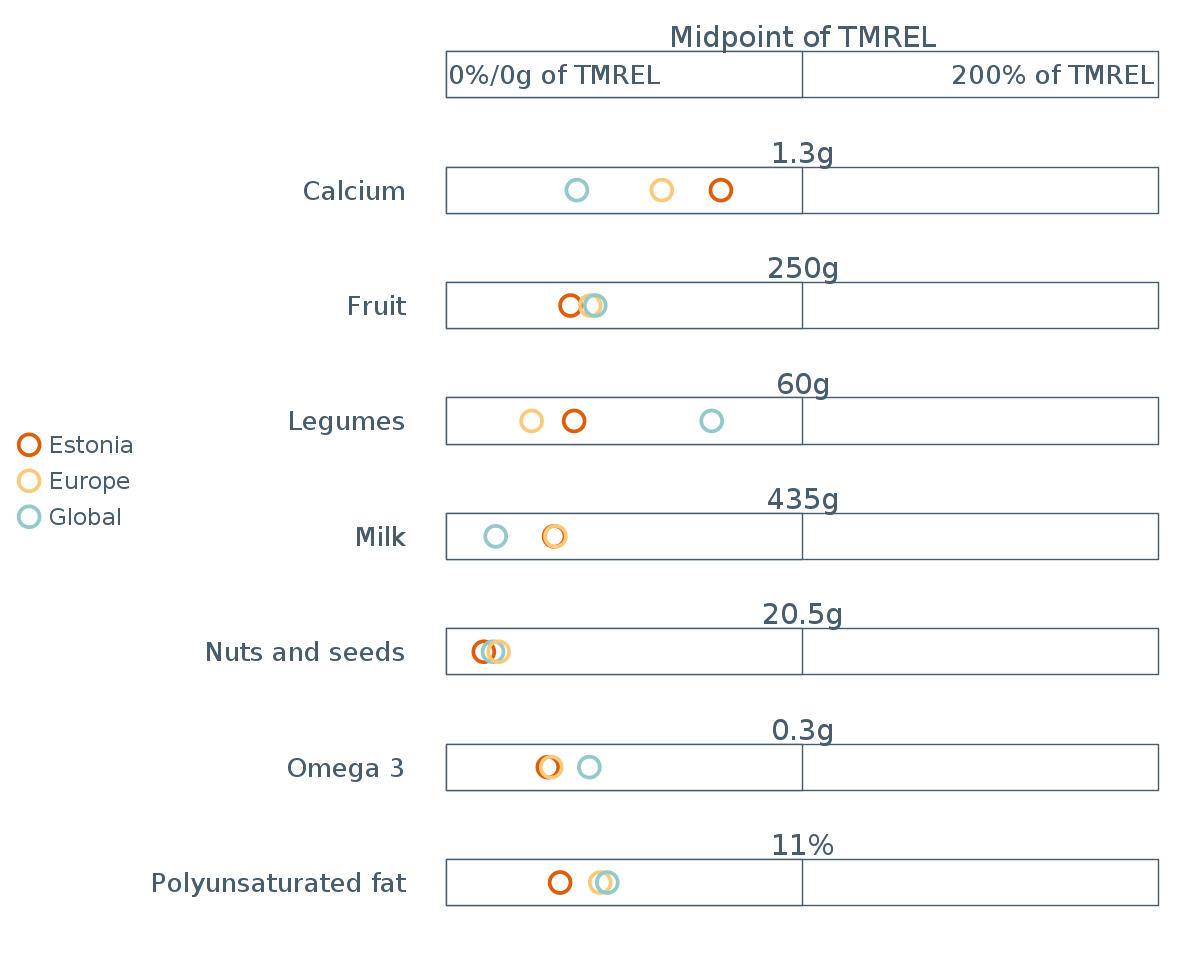 Midpoint of TMREL
0%/0g of TMREL
200% of TMREL
1.3g
Calcium
250g
Fruit
60g
Legumes
Estonia
Europe
Global
435g
Milk
20.5g
Nuts and seeds
0.3g
Omega 3
11%
Polyunsaturated fat